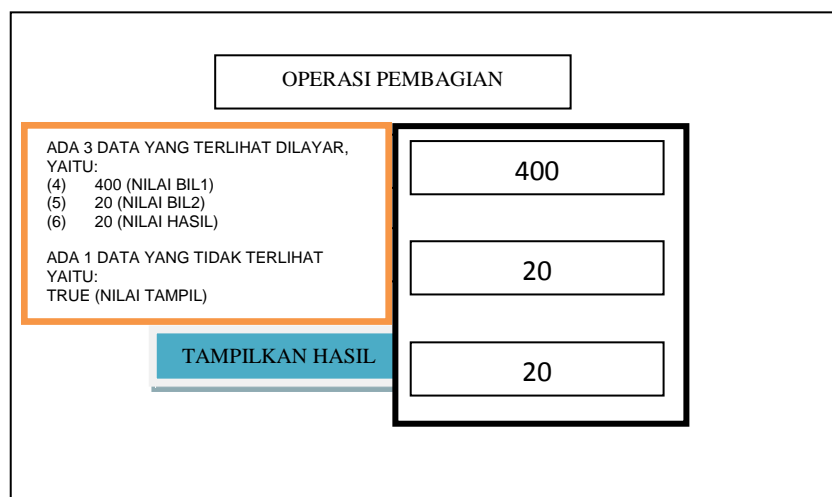 OPERASI PEMBAGIAN
ADA 3 DATA YANG TERLIHAT DILAYAR,
YAITU:
(4) 400 (NILAI BIL1)
(5) 20 (NILAI BIL2)
(6) 20 (NILAI HASIL)
ADA 1 DATA YANG TIDAK TERLIHAT
YAITU:
TRUE (NILAI TAMPIL)
400
20
TAMPILKAN HASIL
20